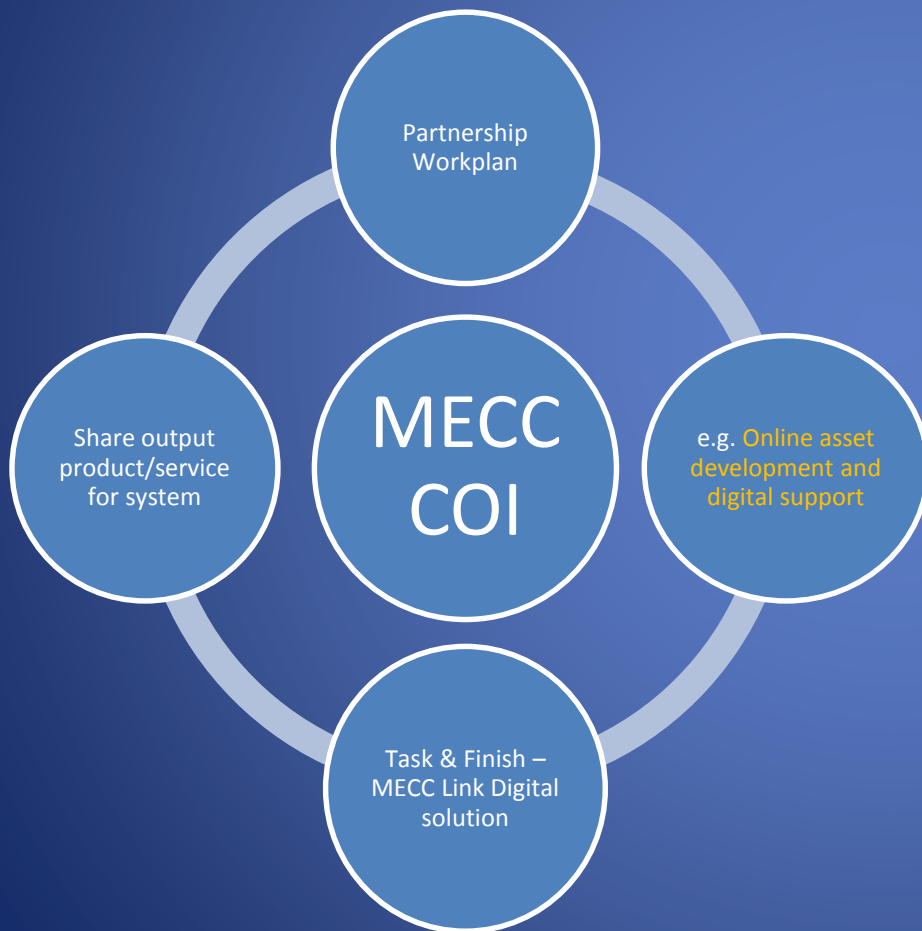 Partnership
Workplan
MECC
COI
Share output
product/service
for system
e.g. Online asset
development and
digital support
Task & Finish –
MECC Link Digital
solution